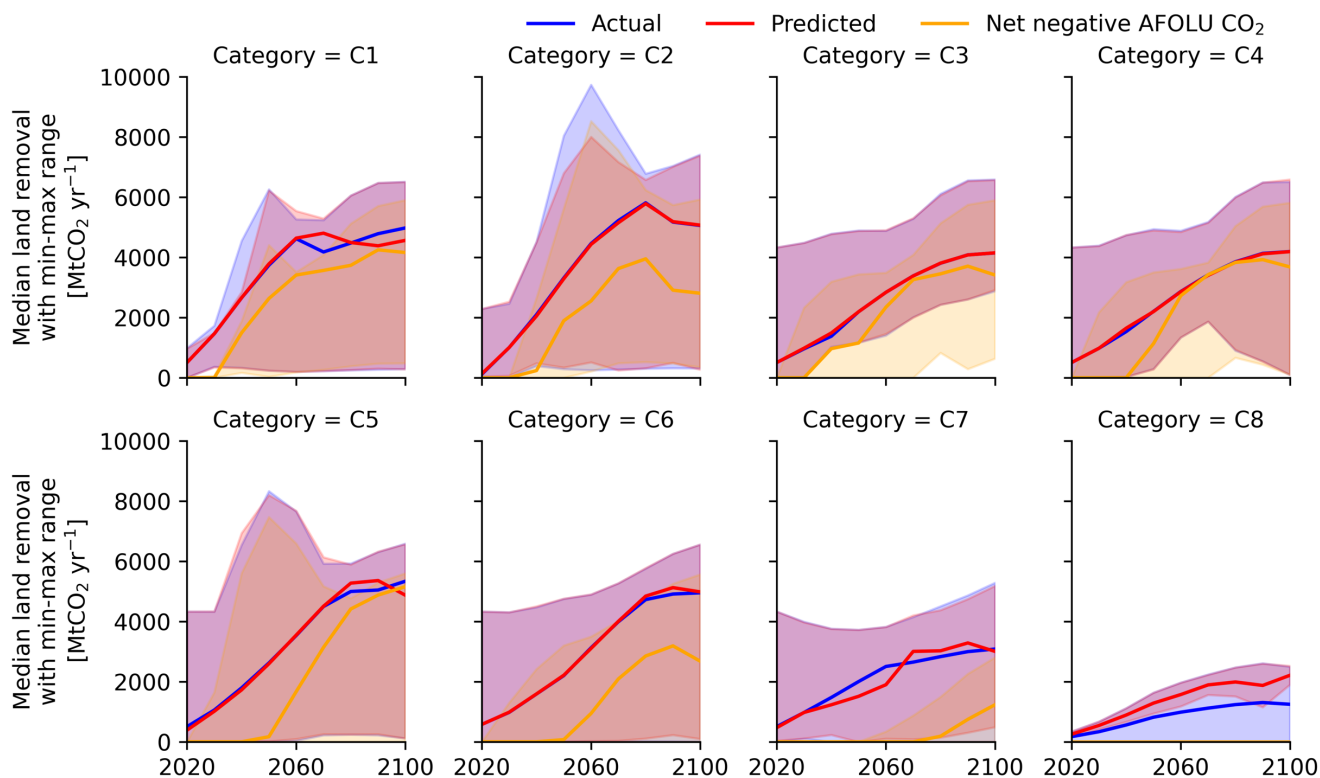 Actual Predicted Net negative AFOLU CO₂
Category = C1 Category = C2 Category = C3 Category = C4
Median land removal
with min-max range
[MtCO₂ yr⁻¹]
10000
8000
6000
4000
2000
0
Category = C5 Category = C6 Category = C7 Category = C8
Median land removal
with min-max range
[MtCO₂ yr⁻¹]
10000
8000
6000
4000
2000
0
2020 2060 2100 2020 2060 2100 2020 2060 2100 2020 2060 2100